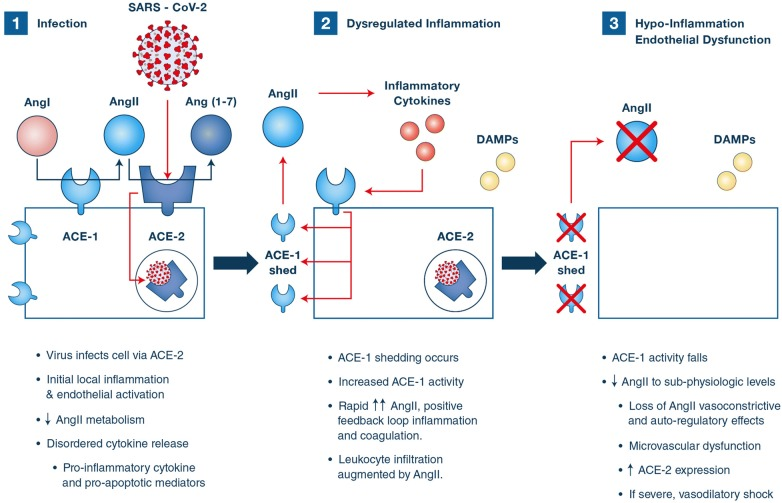 1 Infection
SARS - CoV-2
AngI
AngII
Ang (1-7)
ACE-1
ACE-2
• Virus infects cell via ACE-2
• Initial local inflammation
& endothelial activation
• ↓ AngII metabolism
• Disordered cytokine release
• Pro-inflammatory cytokine
and pro-apoptotic mediators
2 Dysregulated Inflammation
AngII
Inflammatory
Cytokines
DAMPs
ACE-1
shed
ACE-2
• ACE-1 shedding occurs
• Increased ACE-1 activity
• Rapid ↑↑ AngII, positive
feedback loop inflammation
and coagulation.
• Leukocyte infiltration
augmented by AngII.
3 Hypo-Inflammation
Endothelial Dysfunction
AngII
DAMPs
ACE-1
shed
• ACE-1 activity falls
• ↓ AngII to sub-physiologic levels
• Loss of AngII vasoconstrictive
and auto-regulatory effects
• Microvascular dysfunction
• ↑ ACE-2 expression
• If severe, vasodilatory shock